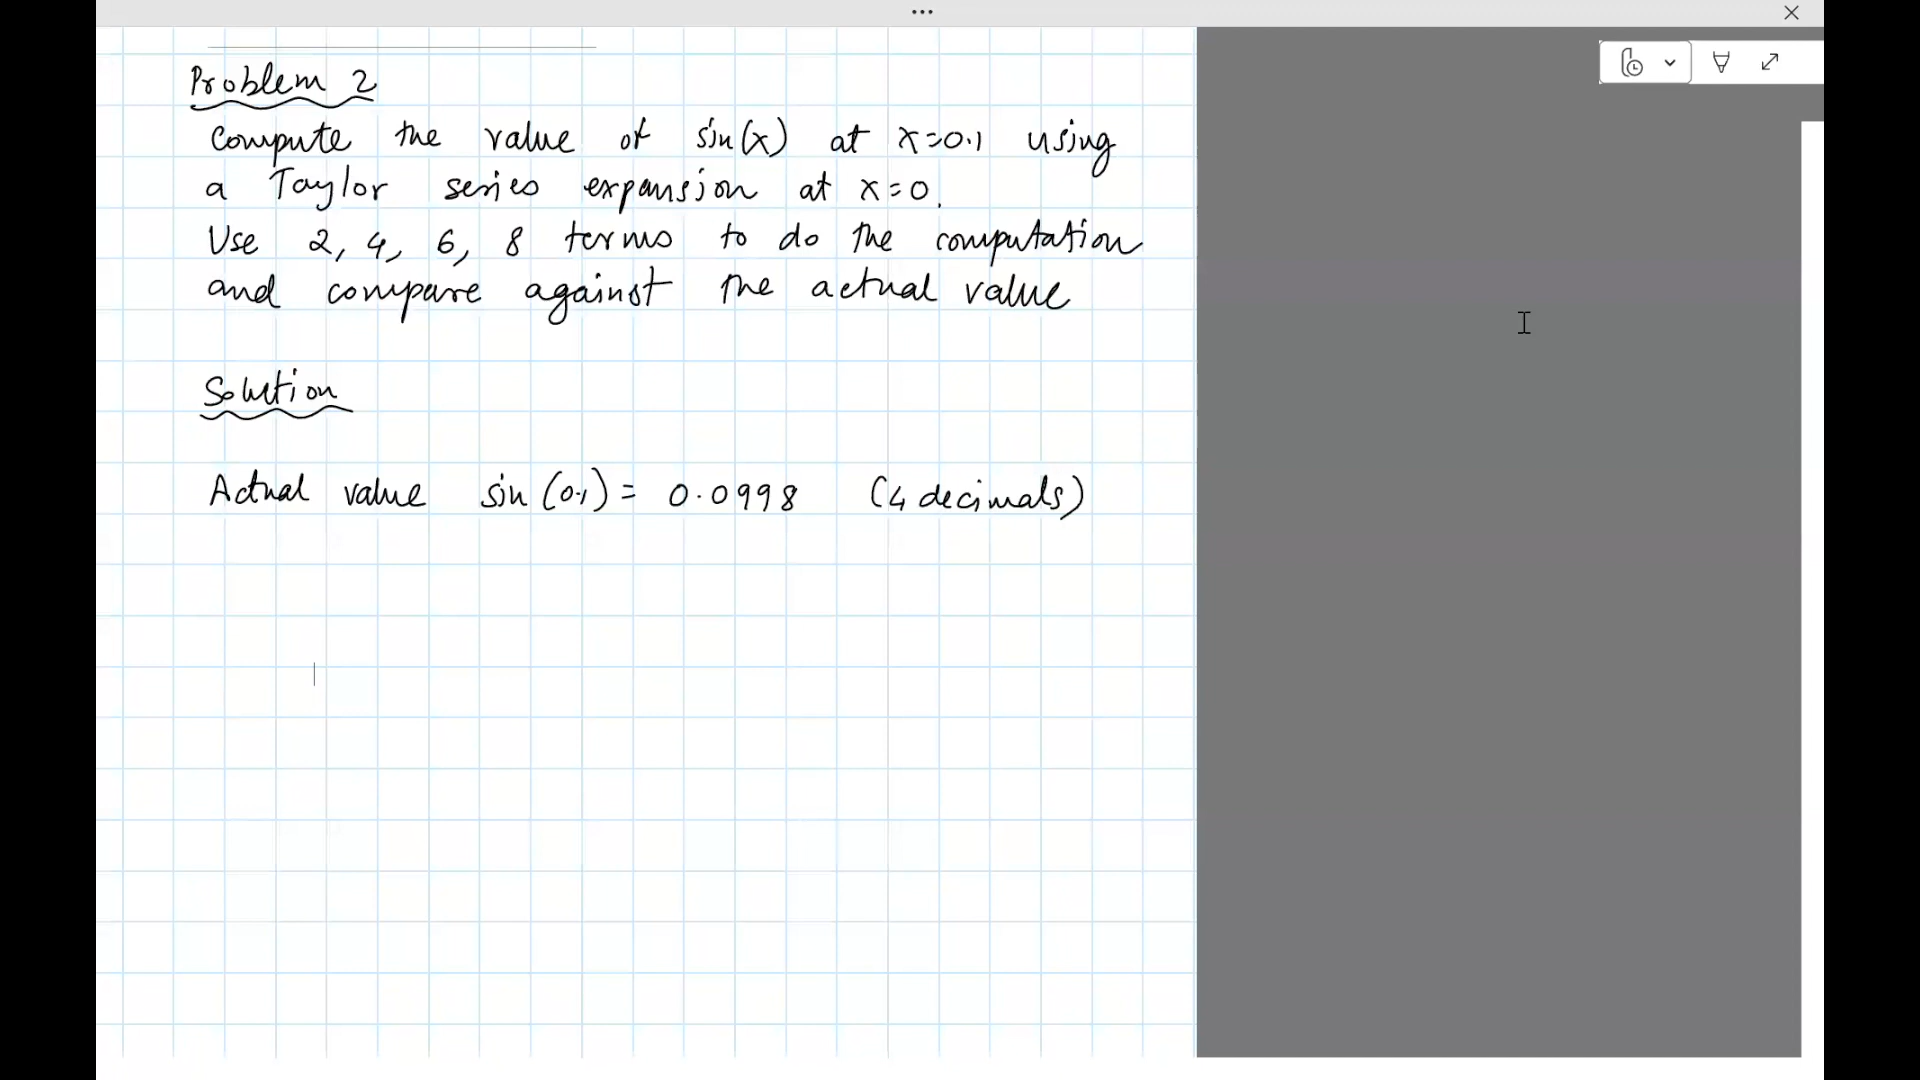 Problem 2
Compute the value of sin(x) at x=0.1 using
a Taylor series expansion at x=0.
Use 2, 4, 6, 8 terms to do the computation
and compare against the actual value
Solution
Actual value sin(0.1) = 0.0998 (4 decimals)